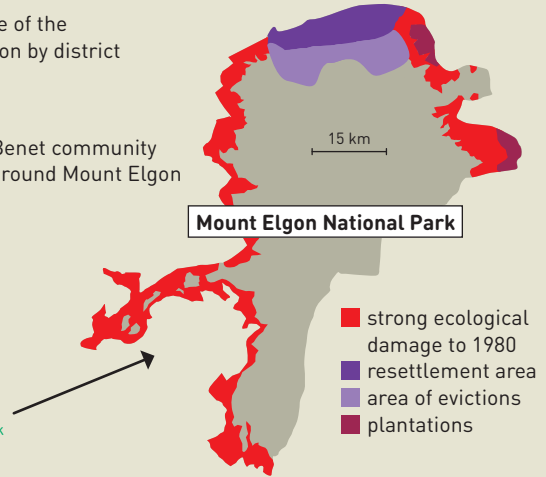 e of the
on by district
Benet community
round Mount Elgon
15 km
Mount Elgon National Park
strong ecological
damage to 1980
resettlement area
area of evictions
plantations
k